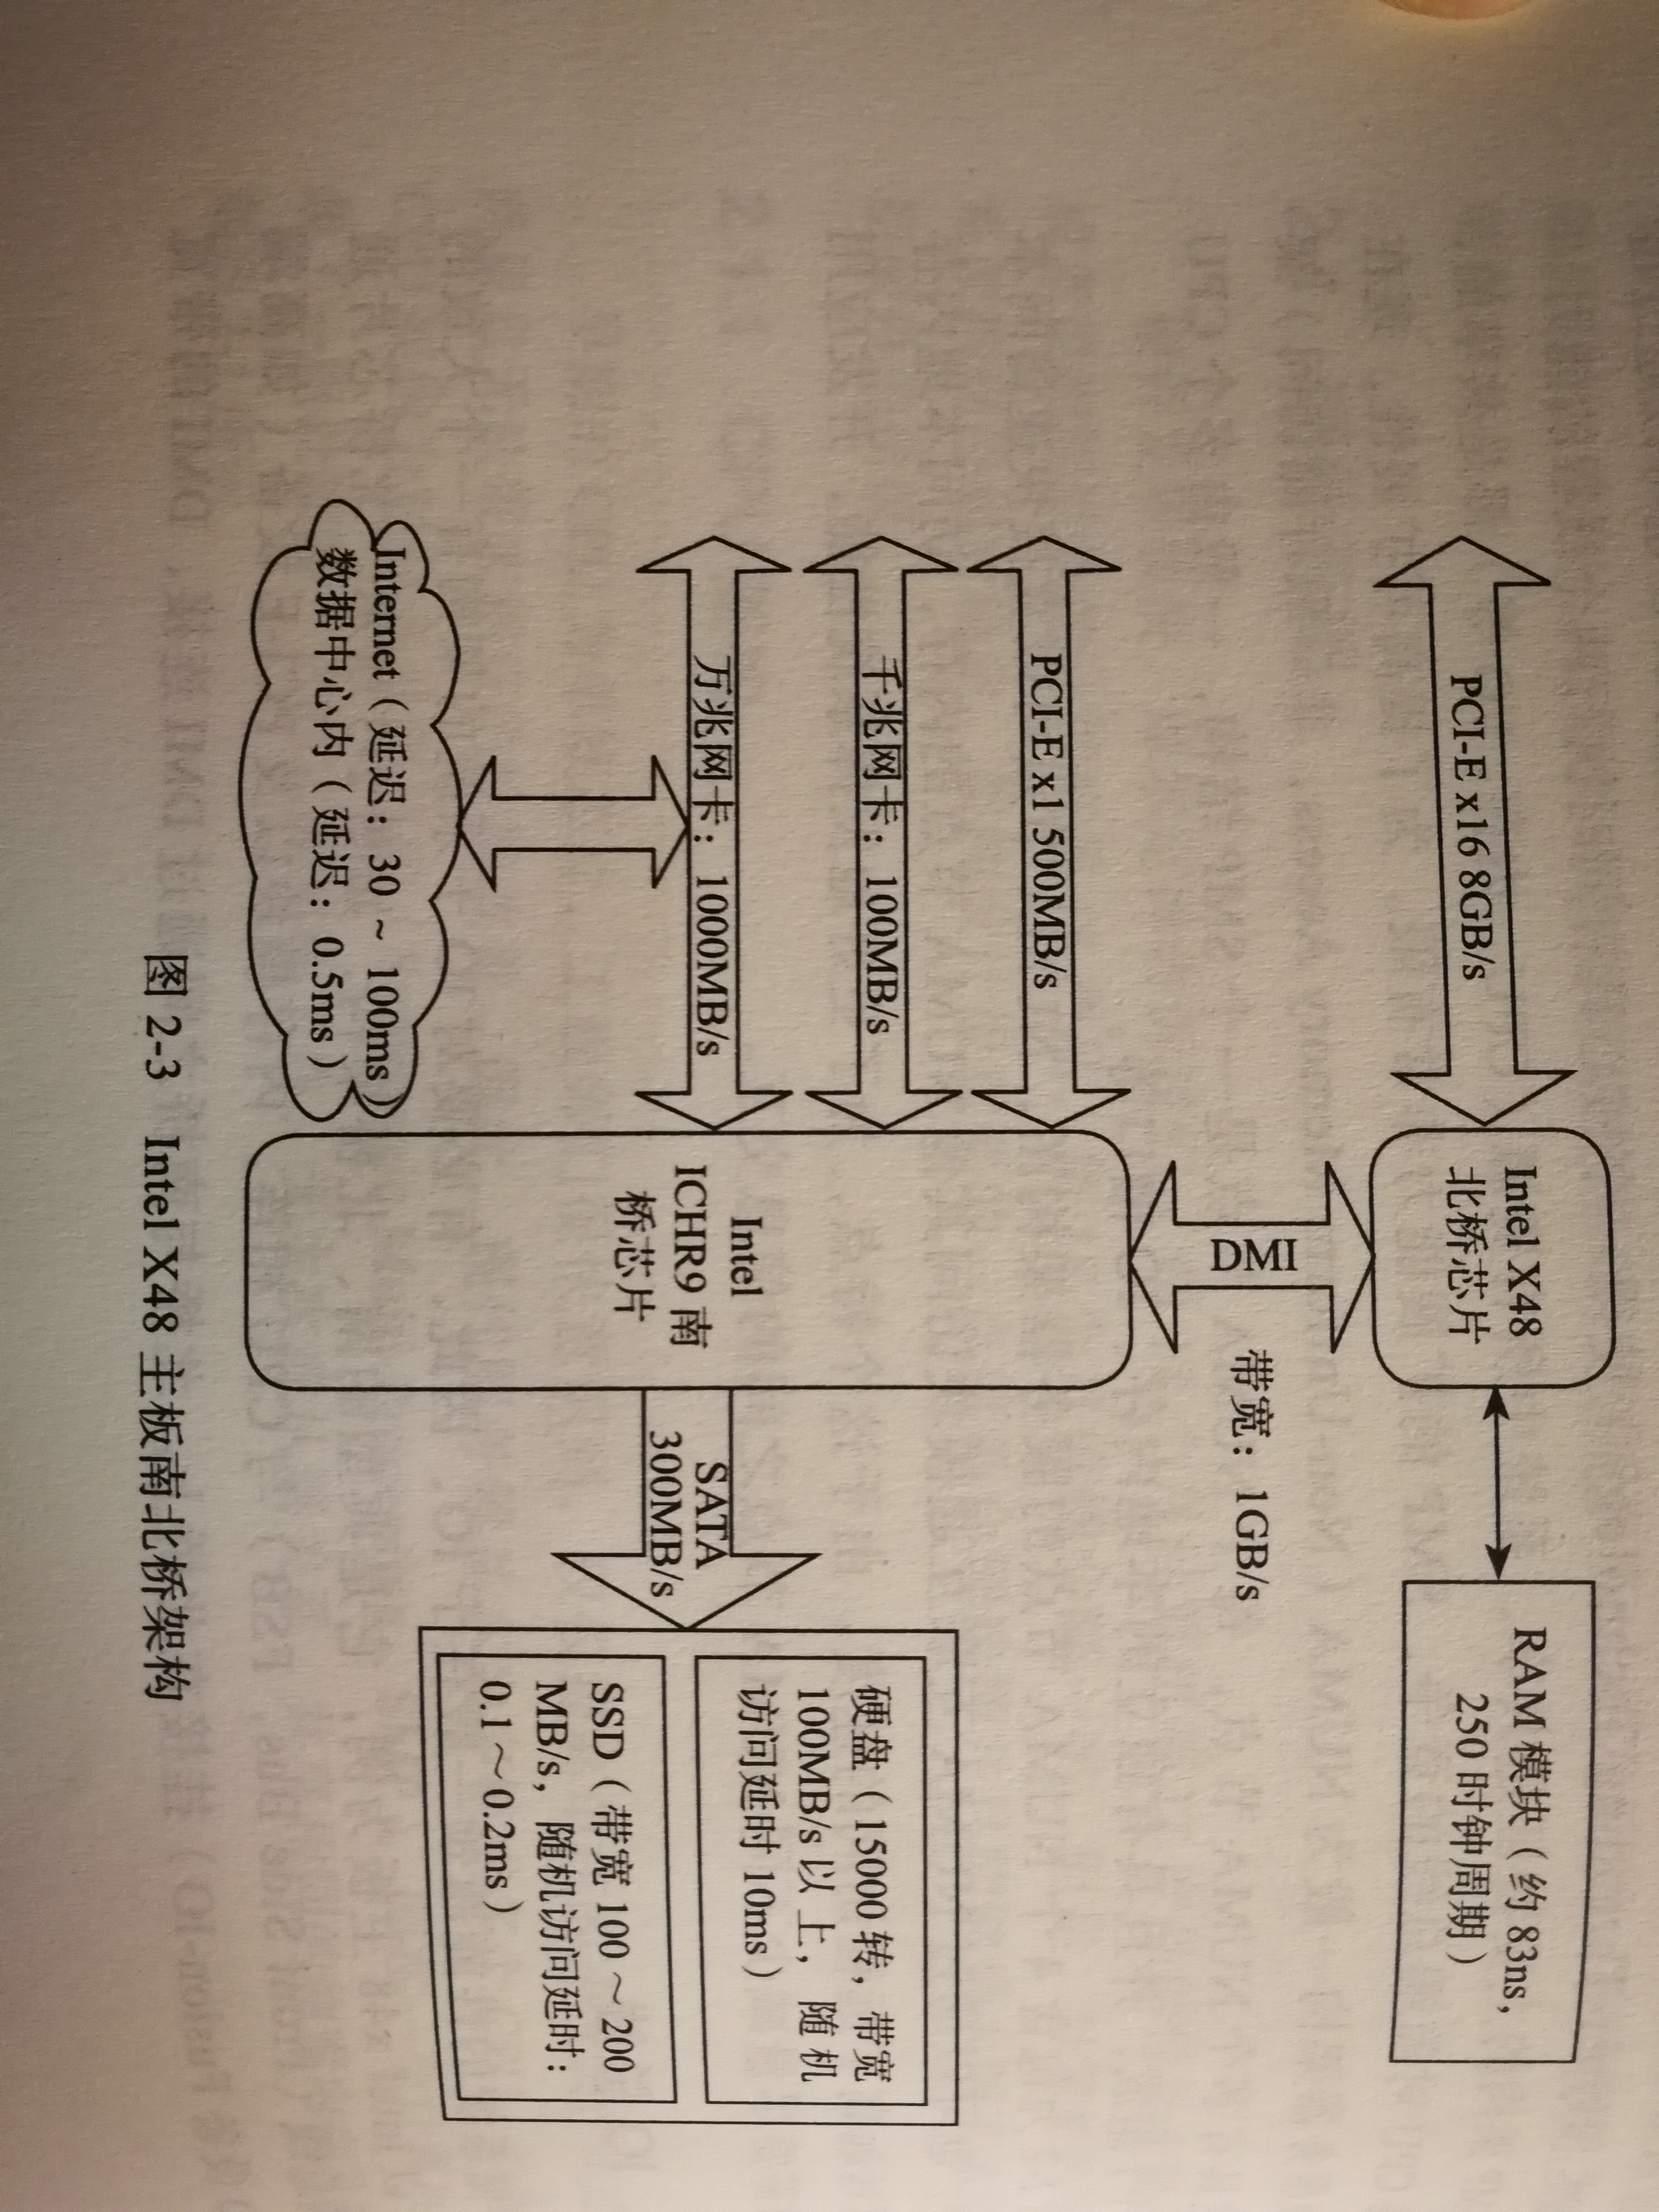 PCI-E x16 8GB/s
Intel X48
北桥芯片
RAM 模块（约 83ns，
250 时钟周期）
DMI
带宽：1GB/s
PCI-E x1 500MB/s
千兆网卡：100MB/s
万兆网卡：1000MB/s
Intel
ICHR9 南
桥芯片
SATA
300MB/s
硬盘（15000 转，带宽
100MB/s 以上，随机
访问延时 10ms）
SSD（带宽 100～200
MB/s，随机访问延时：
0.1～0.2ms）
Internet（延迟：30 ~ 100ms）
数据中心内（延迟：0.5ms）
图 2-3 Intel X48 主板南北桥架构